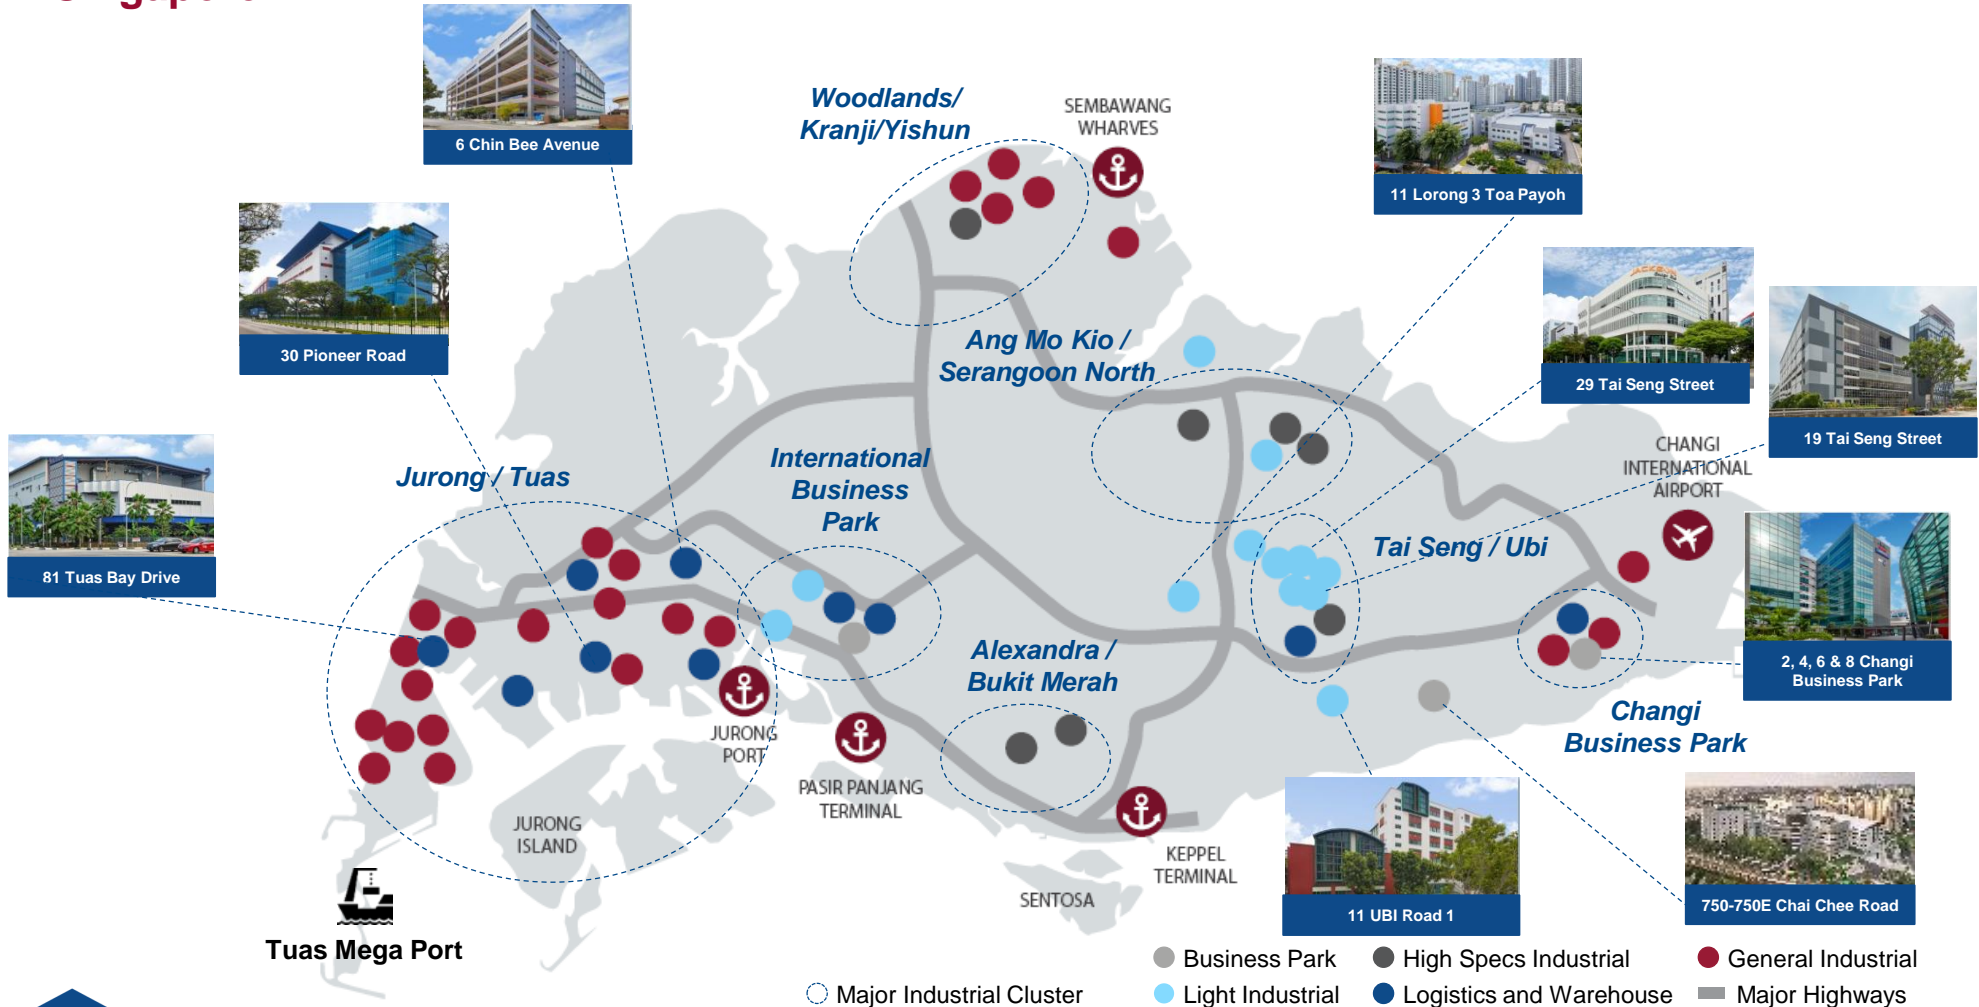 6 Chin Bee Avenue
Woodlands/
Kranji/Yishun
SEMBAWANG
WHARVES
11 Lorong 3 Toa Payoh
30 Pioneer Road
Ang Mo Kio /
Serangoon North
29 Tai Seng Street
19 Tai Seng Street
81 Tuas Bay Drive
Jurong / Tuas
International
Business
Park
CHANGI
INTERNATIONAL
AIRPORT
Tai Seng / Ubi
2, 4, 6 & 8 Changi
Business Park
Alexandra /
Bukit Merah
Changi
Business Park
JURONG
PORT
PASIR PANJANG
TERMINAL
JURONG
ISLAND
KEPPEL
TERMINAL
SENTOSA
11 UBI Road 1
750-750E Chai Chee Road
Tuas Mega Port
Business Park
High Specs Industrial
General Industrial
Major Industrial Cluster
Light Industrial
Logistics and Warehouse
Major Highways